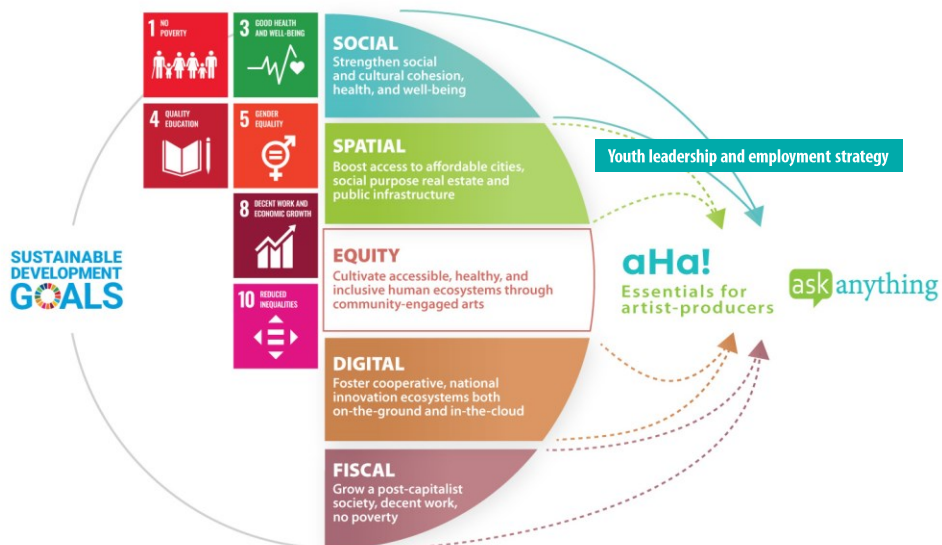 1 NO
POVERTY
3 GOOD HEALTH
AND WELL-BEING
4 QUALITY
EDUCATION
5 GENDER
EQUALITY
8 DECENT WORK AND
ECONOMIC GROWTH
10 REDUCED
INEQUALITIES
SUSTAINABLE
DEVELOPMENT
GOALS
SOCIAL
Strengthen social
and cultural cohesion,
health, and well-being
SPATIAL
Boost access to affordable cities,
social purpose real estate and
public infrastructure
EQUITY
Cultivate accessible, healthy, and
inclusive human ecosystems through
community-engaged arts
DIGITAL
Foster cooperative, national
innovation ecosystems both
on-the-ground and in-the-cloud
FISCAL
Grow a post-capitalist
society, decent work,
no poverty
Youth leadership and employment strategy
aHa!
Essentials for
artist-producers
ask anything